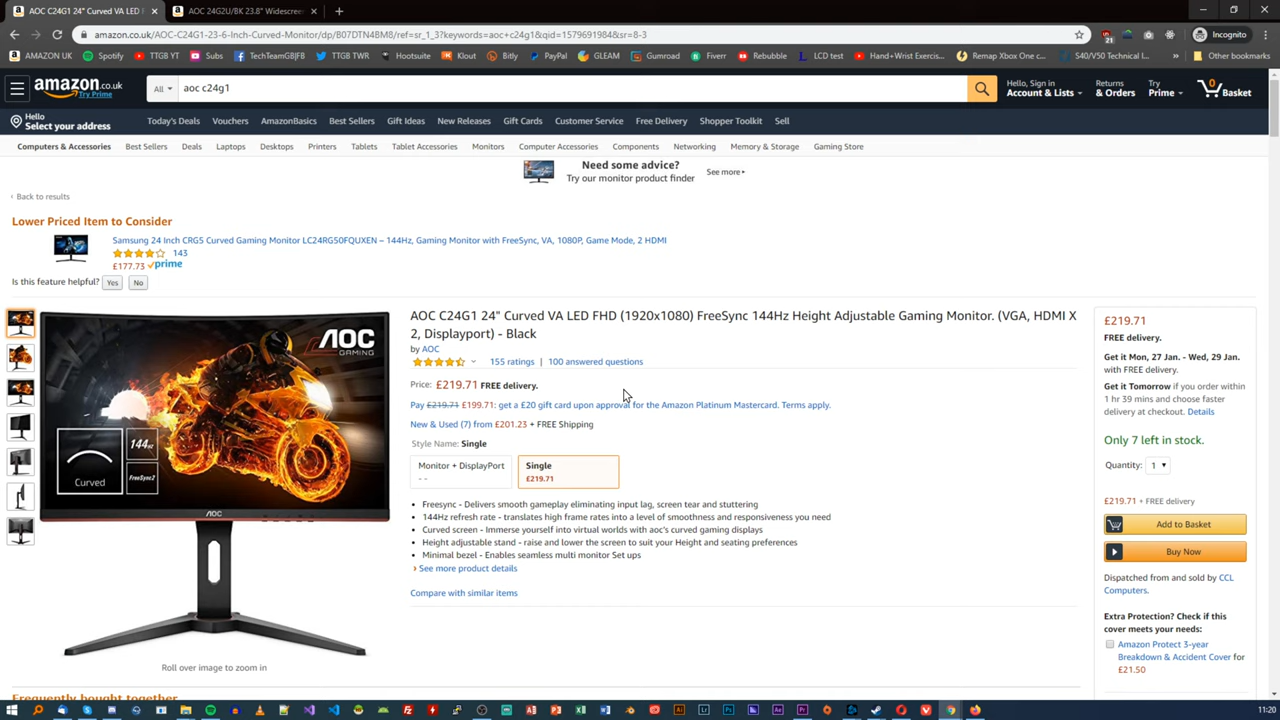 AOC C24G1 24" Curved VA LED F
AOC 24G2U/BK 23.8" Widescreen
amazon.co.uk/AOC-C24-G1-23-6-Inch-Curved-Monitor/dp/B07DTN4BM8/ref=sr_1_3?keywords=aoc+c24g1&qid=1579691984&sr=8-3
21
Incognito
AMAZON UK
Spotify
TTGB YT
Subs
TechTeamGB|FB
TTGB TWR
Hootsuite
Klout
Bitly
PayPal
GLEAM
Gumroad
Fiverr
Rebubble
LCD test
Hand+Wrist Exercis...
Remap Xbox One c...
S40/V50 Technical I...
Other bookmarks
amazon.co.uk
Try Prime
All
aoc c24g1
Hello, Sign in
Account & Lists
Returns
& Orders
Try
Prime
0
Basket
Hello
Select your address
Today's Deals
Vouchers
AmazonBasics
Best Sellers
Gift Ideas
New Releases
Gift Cards
Customer Service
Free Delivery
Shopper Toolkit
Sell
Computers & Accessories
Best Sellers
Deals
Laptops
Desktops
Printers
Tablets
Tablet Accessories
Monitors
Computer Accessories
Components
Networking
Memory & Storage
Gaming Store
Need some advice?
Try our monitor product finder
See more
Back to results
Lower Priced Item to Consider
Samsung 24 Inch CRG5 Curved Gaming Monitor LC24RG50FQUXEN – 144Hz, Gaming Monitor with FreeSync, VA, 1080P, Game Mode, 2 HDMI
143
£177.73 prime
Is this feature helpful? Yes No
AOC GAMING
Curved
144Hz
FreeSync2
AOC
Roll over image to zoom in
AOC C24G1 24" Curved VA LED FHD (1920x1080) FreeSync 144Hz Height Adjustable Gaming Monitor. (VGA, HDMI X
2, Displayport) - Black
by AOC
155 ratings | 100 answered questions
Price: £219.71 FREE delivery.
Pay £219.71 £199.71: get a £20 gift card upon approval for the Amazon Platinum Mastercard. Terms apply.
New & Used (7) from £201.23 + FREE Shipping
Style Name: Single
Monitor + DisplayPort
- -
Single
£219.71
• Freesync - Delivers smooth gameplay eliminating input lag, screen tear and stuttering
• 144Hz refresh rate - translates high frame rates into a level of smoothness and responsiveness you need
• Curved screen - Immerse yourself into virtual worlds with aoc's curved gaming displays
• Height adjustable stand - raise and lower the screen to suit your Height and seating preferences
• Minimal bezel - Enables seamless multi monitor Set ups
See more product details
Compare with similar items
£219.71
FREE delivery.
Get it Mon, 27 Jan. - Wed, 29 Jan.
with FREE delivery.
Get it Tomorrow if you order within
1 hr 39 mins and choose faster
delivery at checkout. Details
Only 7 left in stock.
Quantity: 1
£219.71 + FREE delivery
Add to Basket
Buy Now
Dispatched from and sold by CCL
Computers.
Extra Protection? Check if this
cover meets your needs:
Amazon Protect 3-year
Breakdown & Accident Cover for
£21.50
Frequently bought together
11:20